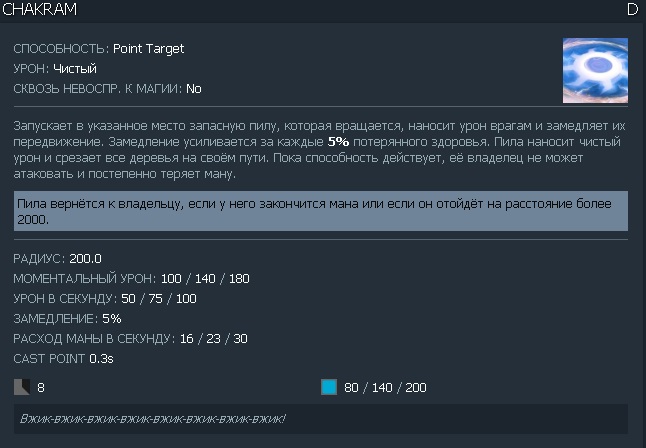 CHAKRAM D
СПОСОБНОСТЬ: Point Target
УРОН: Чистый
СКВОЗЬ НЕВОСПР. К МАГИИ: No
Запускает в указанное место запасную пилу, которая вращается, наносит урон врагам и замедляет их
передвижение. Замедление усиливается за каждые 5% потерянного здоровья. Пила наносит чистый
урон и срезает все деревья на своём пути. Пока способность действует, её владелец не может
атаковать и постепенно теряет ману.
Пила вернётся к владельцу, если у него закончится мана или если он отойдёт на расстояние более
2000.
РАДИУС: 200.0
МОМЕНТАЛЬНЫЙ УРОН: 100 / 140 / 180
УРОН В СЕКУНДУ: 50 / 75 / 100
ЗАМЕДЛЕНИЕ: 5%
РАСХОД МАНЫ В СЕКУНДУ: 16 / 23 / 30
CAST POINT 0.3s
8 80 / 140 / 200
Вжик-вжик-вжик-вжик-вжик-вжик-вжик-вжик!